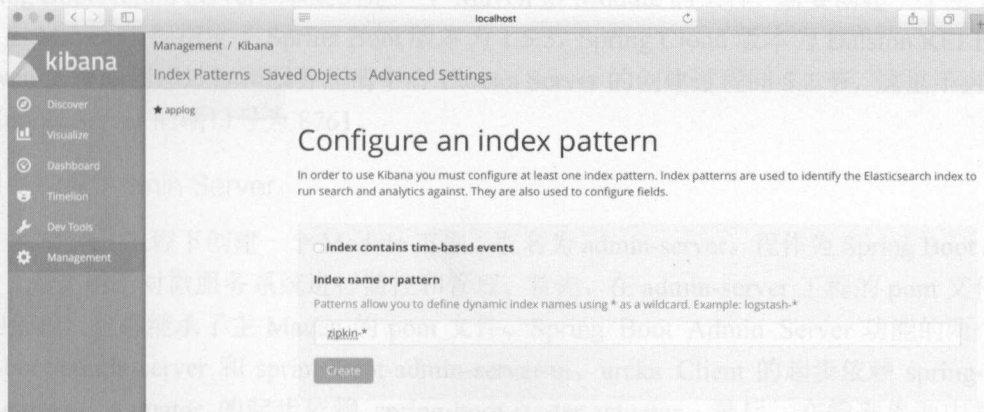 localhost
kibana
Management / Kibana
Index Patterns Saved Objects Advanced Settings
Discover
Visualize
Dashboard
Timelion
Dev Tools
Management
★ applog
Configure an index pattern
In order to use Kibana you must configure at least one index pattern. Index patterns are used to identify the Elasticsearch index to
run search and analytics against. They are also used to configure fields.
Index contains time-based events
Index name or pattern
Patterns allow you to define dynamic index names using * as a wildcard. Example: logstash-*
zipkin-*
Create